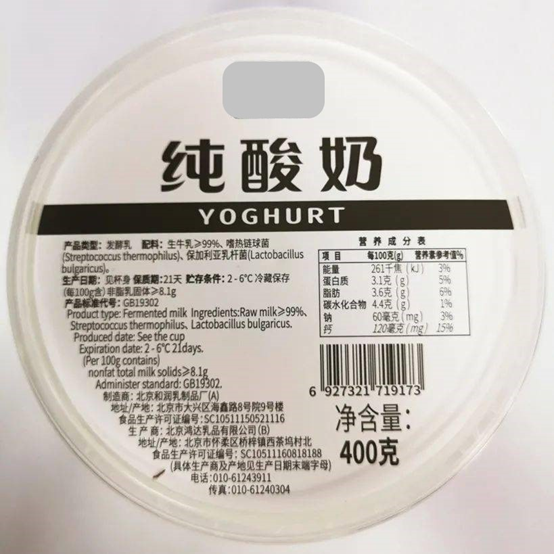 纯酸奶
YOGHURT
产品类型：发酵乳 配料：生牛乳≥99%、嗜热链球菌
(Streptococcus thermophilus)、保加利亚乳杆菌(Lactobacillus
bulgaricus)。
生产日期：见杯身 保质期：21天 贮存条件：2-6℃冷藏保存
(每100g含)非脂乳固体≥8.1g
产品标准代号：GB19302
Product type: Fermented milk Ingredients:Raw milk≥99%、
Streptococcus thermophilus、Lactobacillus bulgaricus.
Produced date: See the cup
Expiration date: 2-6℃ 21days.
(Per 100g contains)
nonfat total milk solids≥8.1g
Administer standard: GB19302.
制造商：北京和润乳制品厂(A)
地址/产地：北京市大兴区海鑫路8号院9号楼
食品生产许可证编号：SC10511150521116
生产商：北京鸿达乳品有限公司(B)
地址/产地：北京市怀柔区桥梓镇西茶坞村北
食品生产许可证编号：SC10511160818188
(具体生产商及产地见生产日期末端字母)
电话:010-61243911
传真:010-61240304
营养成分表
项目 每100克(g) 营养素参考值%
能量 261千焦(kJ) 3%
蛋白质 3.1克(g) 5%
脂肪 3.6克(g) 6%
碳水化合物 4.4克(g) 1%
钠 60毫克(mg) 3%
钙 120毫克(mg) 15%
6 927321 719173
净含量：
400克